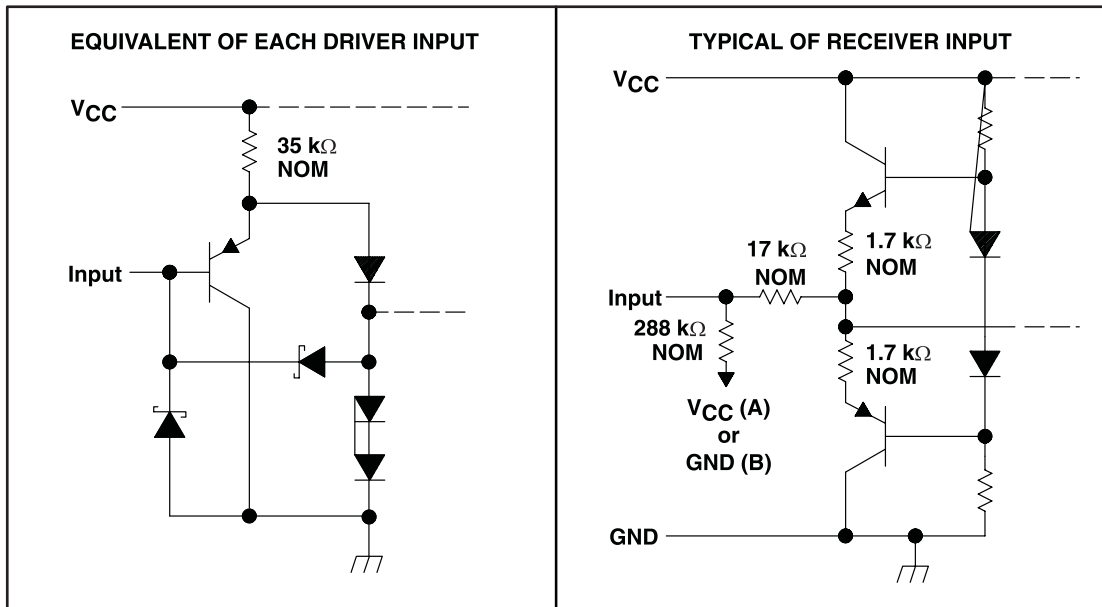 EQUIVALENT OF EACH DRIVER INPUT
VCC
35 kΩ
NOM
Input
TYPICAL OF RECEIVER INPUT
VCC
17 kΩ
NOM
1.7 kΩ
NOM
Input
288 kΩ
NOM
1.7 kΩ
NOM
VCC (A)
or
GND (B)
GND